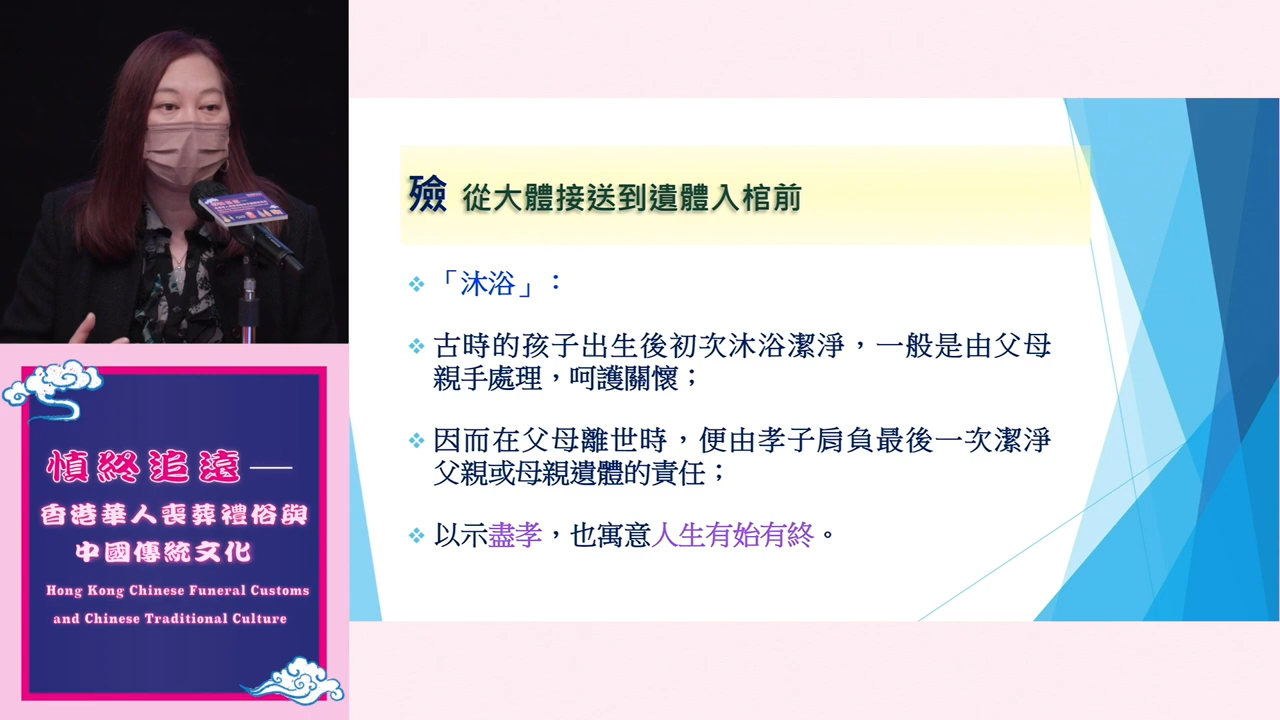 殮 從大體接送到遺體入棺前
「沐浴」：
古時的孩子出生後初次沐浴潔淨，一般是由父母
親手處理，呵護關懷；
因而在父母離世時，便由孝子肩負最後一次潔淨
父親或母親遺體的責任；
以示盡孝，也寓意人生有始有終。
慎終追遠—
香港華人喪葬禮俗與
中國傳統文化
Hong Kong Chinese Funeral Customs
and Chinese Traditional Culture